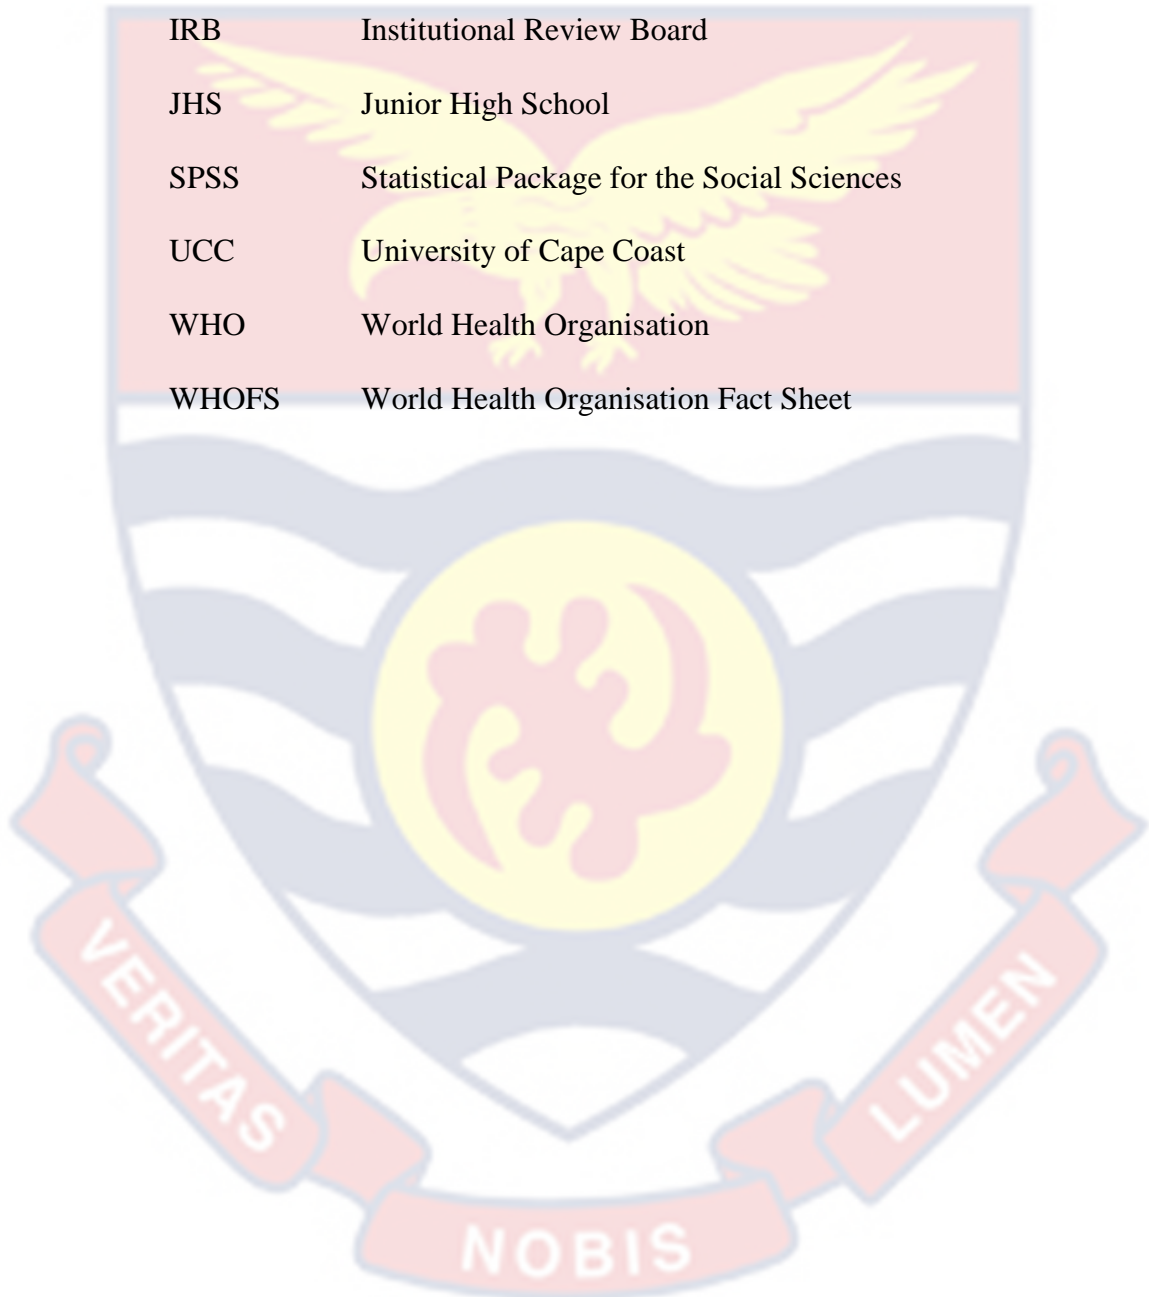 IRB Institutional Review Board
JHS Junior High School
SPSS Statistical Package for the Social Sciences
UCC University of Cape Coast
WHO World Health Organisation
WHOFS World Health Organisation Fact Sheet
VERITAS
NOBIS
LUMEN